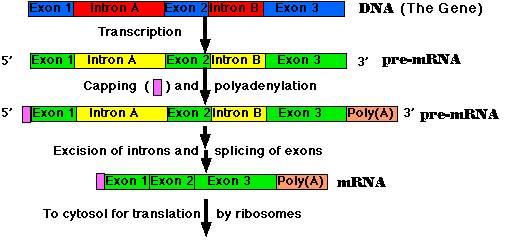 Exon 1 Intron A Exon 2 Intron B Exon 3 DNA (The Gene)
Transcription
5' Exon 1 Intron A Exon 2 Intron B Exon 3 3' pre-mRNA
Capping ( ) and polyadenylation
5' Exon 1 Intron A Exon 2 Intron B Exon 3 Poly(A) 3' pre-mRNA
Excision of introns and splicing of exons
Exon 1 Exon 2 Exon 3 Poly(A) mRNA
To cytosol for translation by ribosomes